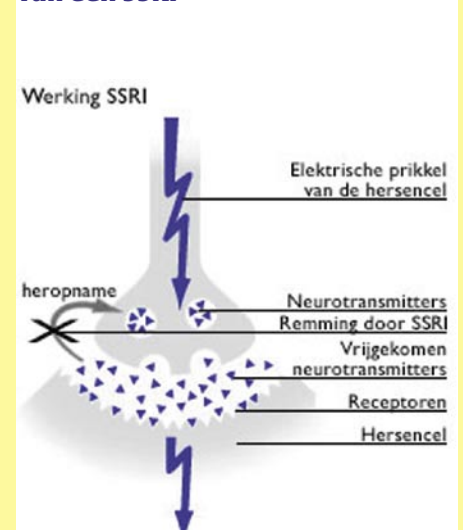 Werking SSRI
Elektrische prikkel
van de hersencel
heropname
Neurotransmitters
Remming door SSRI
Vrijgekomen
neurotransmitters
Receptoren
Hersencel